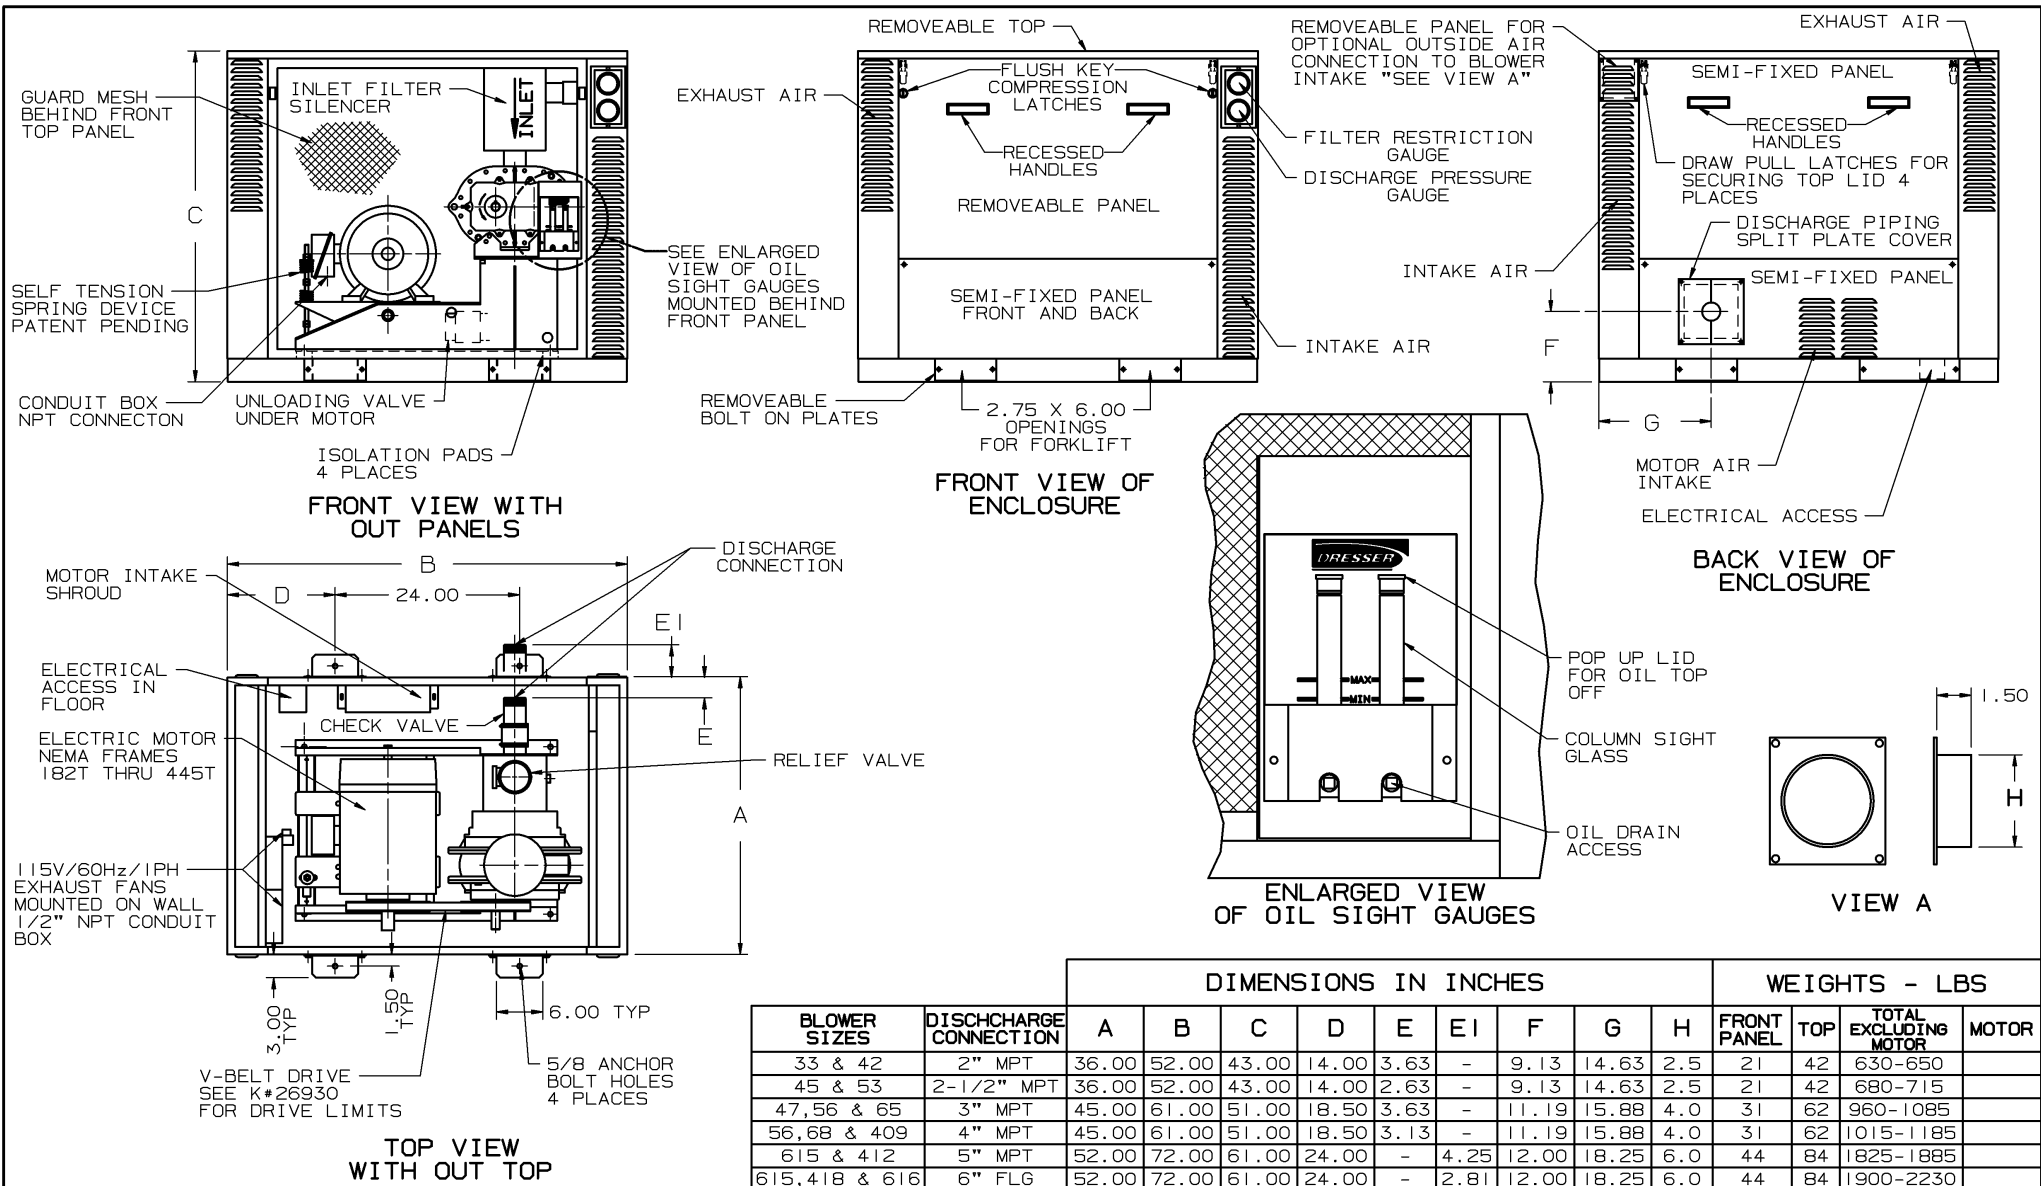 GUARD MESH
BEHIND FRONT
TOP PANEL
INLET FILTER
SILENCER
INLET
C
SELF TENSION
SPRING DEVICE
PATENT PENDING
SEE ENLARGED
VIEW OF OIL
SIGHT GAUGES
MOUNTED BEHIND
FRONT PANEL
CONDUIT BOX
NPT CONNECTON
UNLOADING VALVE
UNDER MOTOR
ISOLATION PADS
4 PLACES
FRONT VIEW WITH
OUT PANELS
REMOVEABLE TOP
EXHAUST AIR
FLUSH KEY
COMPRESSION
LATCHES
RECESSED
HANDLES
REMOVEABLE PANEL
FILTER RESTRICTION
GAUGE
DISCHARGE PRESSURE
GAUGE
SEMI-FIXED PANEL
FRONT AND BACK
INTAKE AIR
REMOVEABLE
BOLT ON PLATES
2.75 X 6.00
OPENINGS
FOR FORKLIFT
FRONT VIEW OF
ENCLOSURE
REMOVEABLE PANEL FOR
OPTIONAL OUTSIDE AIR
CONNECTION TO BLOWER
INTAKE "SEE VIEW A"
EXHAUST AIR
SEMI-FIXED PANEL
RECESSED
HANDLES
DRAW PULL LATCHES FOR
SECURING TOP LID 4
PLACES
DISCHARGE PIPING
SPLIT PLATE COVER
INTAKE AIR
SEMI-FIXED PANEL
F
G
MOTOR AIR
INTAKE
ELECTRICAL ACCESS
BACK VIEW OF
ENCLOSURE
MOTOR INTAKE
SHROUD
B
D
24.00
DISCHARGE
CONNECTION
E1
ELECTRICAL
ACCESS IN
FLOOR
CHECK VALVE
E
ELECTRIC MOTOR
NEMA FRAMES
182T THRU 445T
RELIEF VALVE
A
115V/60Hz/1PH
EXHAUST FANS
MOUNTED ON WALL
1/2" NPT CONDUIT
BOX
3.00
TYP
1.50
TYP
6.00 TYP
V-BELT DRIVE
SEE K#26930
FOR DRIVE LIMITS
5/8 ANCHOR
BOLT HOLES
4 PLACES
TOP VIEW
WITH OUT TOP
DRESSER
MAX
MIN
POP UP LID
FOR OIL TOP
OFF
COLUMN SIGHT
GLASS
OIL DRAIN
ACCESS
ENLARGED VIEW
OF OIL SIGHT GAUGES
1.50
H
VIEW A
DIMENSIONS IN INCHES WEIGHTS - LBS
BLOWER SIZES DISCHCHARGE CONNECTION A B C D E E1 F G H FRONT PANEL TOP TOTAL EXCLUDING MOTOR MOTOR
33 & 42 2" MPT 36.00 52.00 43.00 14.00 3.63 - 9.13 14.63 2.5 21 42 630-650
45 & 53 2-1/2" MPT 36.00 52.00 43.00 14.00 2.63 - 9.13 14.63 2.5 21 42 680-715
47,56 & 65 3" MPT 45.00 61.00 51.00 18.50 3.63 - 11.19 15.88 4.0 31 62 960-1085
56,68 & 409 4" MPT 45.00 61.00 51.00 18.50 3.13 - 11.19 15.88 4.0 31 62 1015-1185
615 & 412 5" MPT 52.00 72.00 61.00 24.00 - 4.25 12.00 18.25 6.0 44 84 1825-1885
615,418 & 616 6" FLG 52.00 72.00 61.00 24.00 - 2.81 12.00 18.25 6.0 44 84 1900-2230